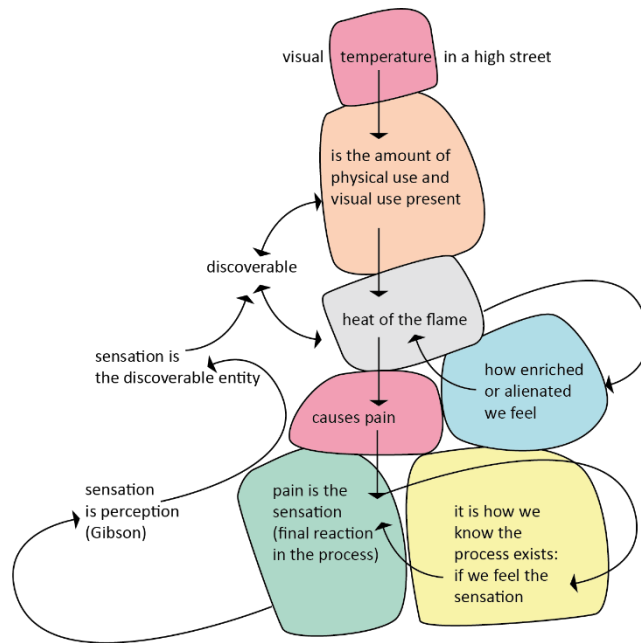 visual temperature in a high street
is the amount of
physical use and
visual use present
discoverable
heat of the flame
sensation is
the discoverable entity
how enriched
or alienated
we feel
causes pain
sensation
is perception
(Gibson)
pain is the
sensation
(final reaction
in the process)
it is how we
know the
process exists:
if we feel the
sensation